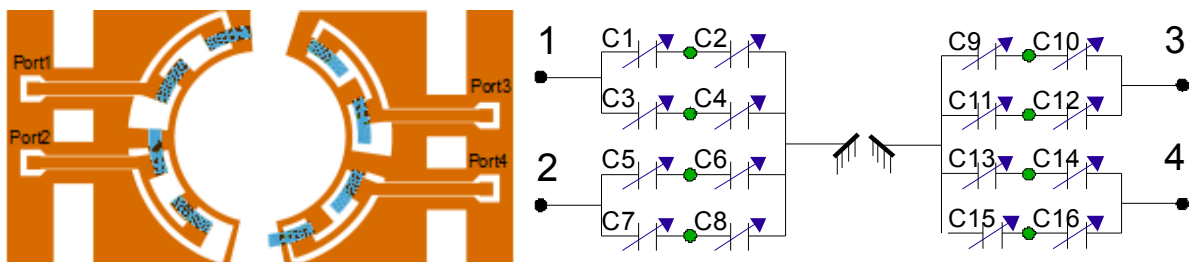 Port1
Port2
Port3
Port4
1
C1 C2
C3 C4
2
C5 C6
C7 C8
C9 C10
3
C11 C12
C13 C14
4
C15 C16